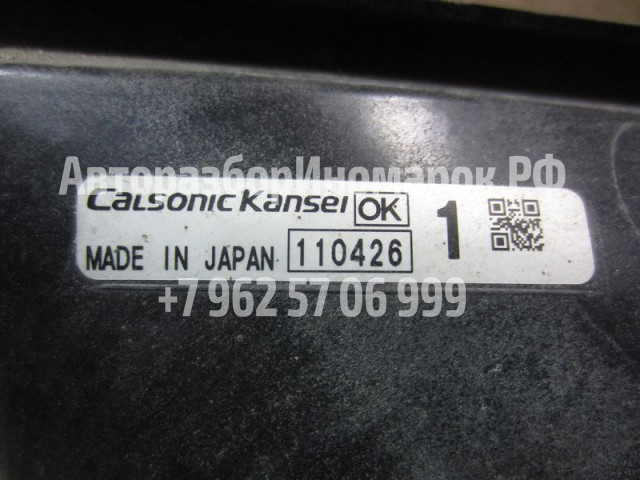 АвторазборИномарок.РФ
CalsonicKansei OK 1
MADE IN JAPAN 110426
+7 962 57 06 999